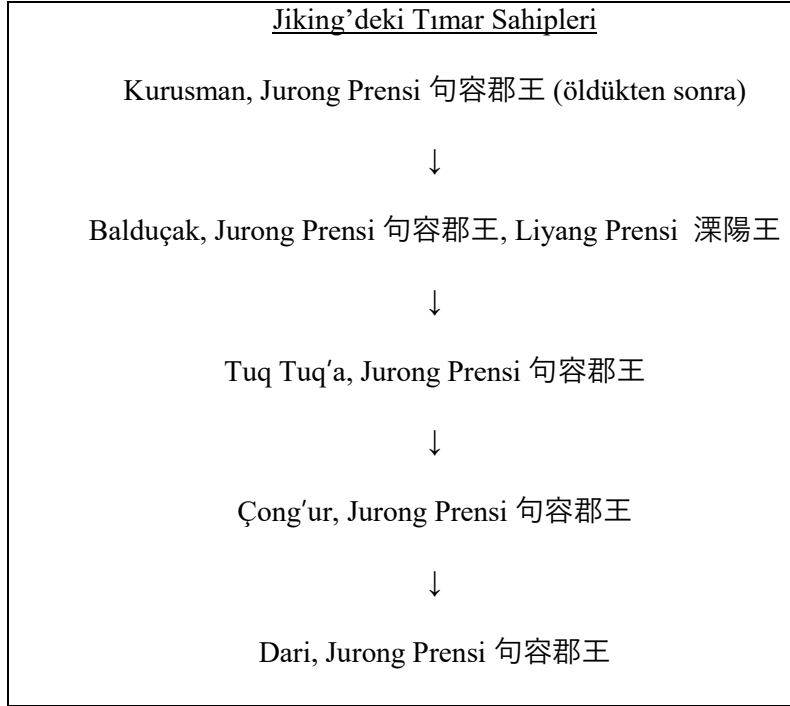 Jiking’deki Tımar Sahipleri
Kurusman, Jurong Prensi 句容郡王 (öldükten sonra)
↓
Balduçak, Jurong Prensi 句容郡王, Liyang Prensi 溧陽王
↓
Tuq Tuq′a, Jurong Prensi 句容郡王
↓
Çong′ur, Jurong Prensi 句容郡王
↓
Dari, Jurong Prensi 句容郡王